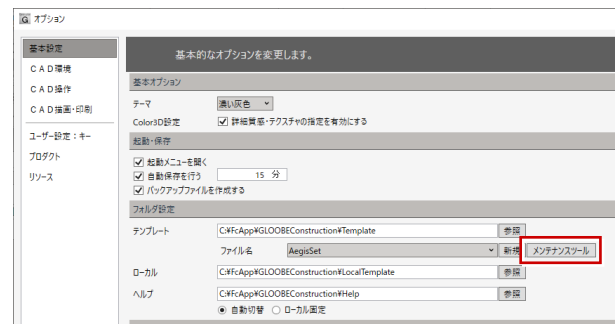 G オプション
基本設定
CAD環境
CAD操作
CAD描画・印刷
ユーザー設定：キー
プロダクト
リソース
基本的なオプションを変更します。
基本オプション
テーマ 濃い灰色
Color3D設定 詳細質感・テクスチャの指定を有効にする
起動・保存
起動メニューを開く
自動保存を行う 15 分
バックアップファイルを作成する
フォルダ設定
テンプレート C:¥FcApp¥GLOOBEConstruction¥Template 参照
ファイル名 AegisSet 新規 メンテナンスツール
ローカル C:¥FcApp¥GLOOBEConstruction¥LocalTemplate 参照
ヘルプ C:¥FcApp¥GLOOBEConstruction¥Help 参照
自動切替 ローカル固定